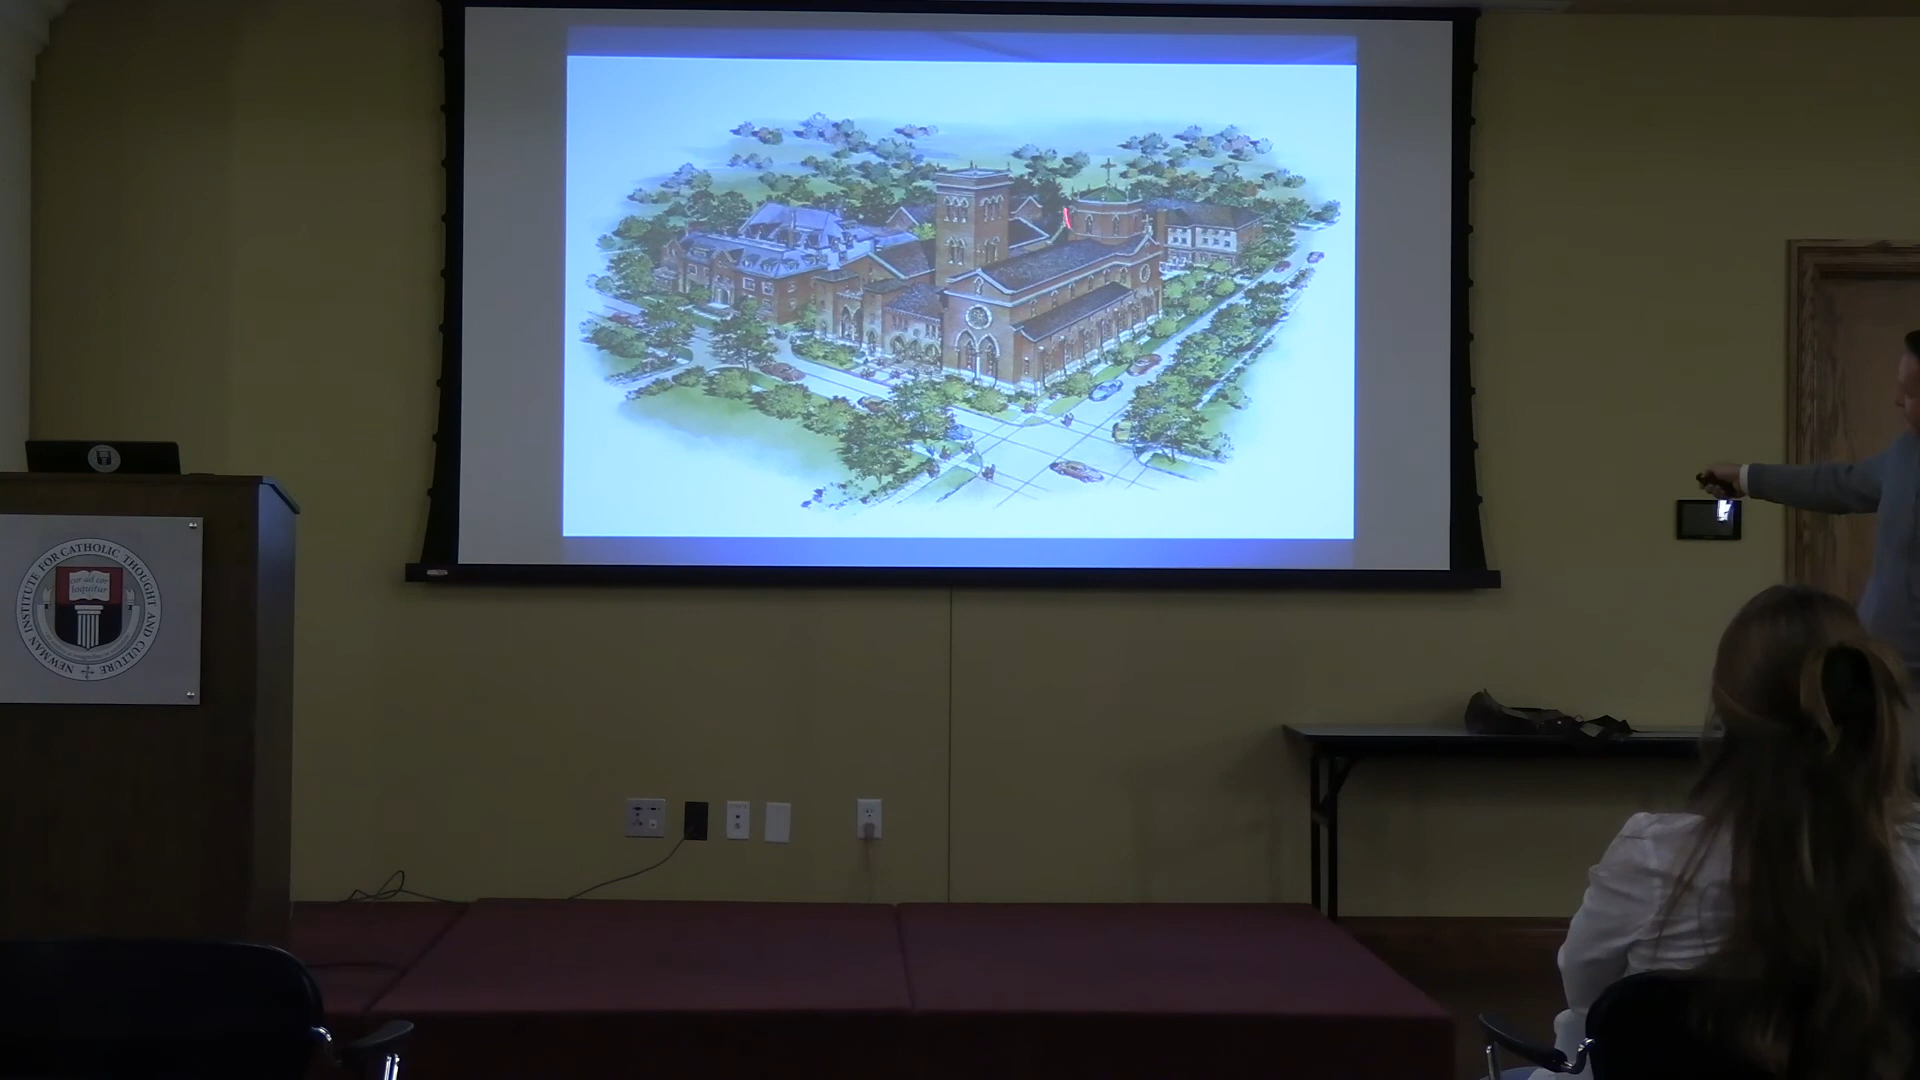 NEWMAN INSTITUTE FOR CATHOLIC THOUGHT AND CULTURE
cor ad cor
loquitur